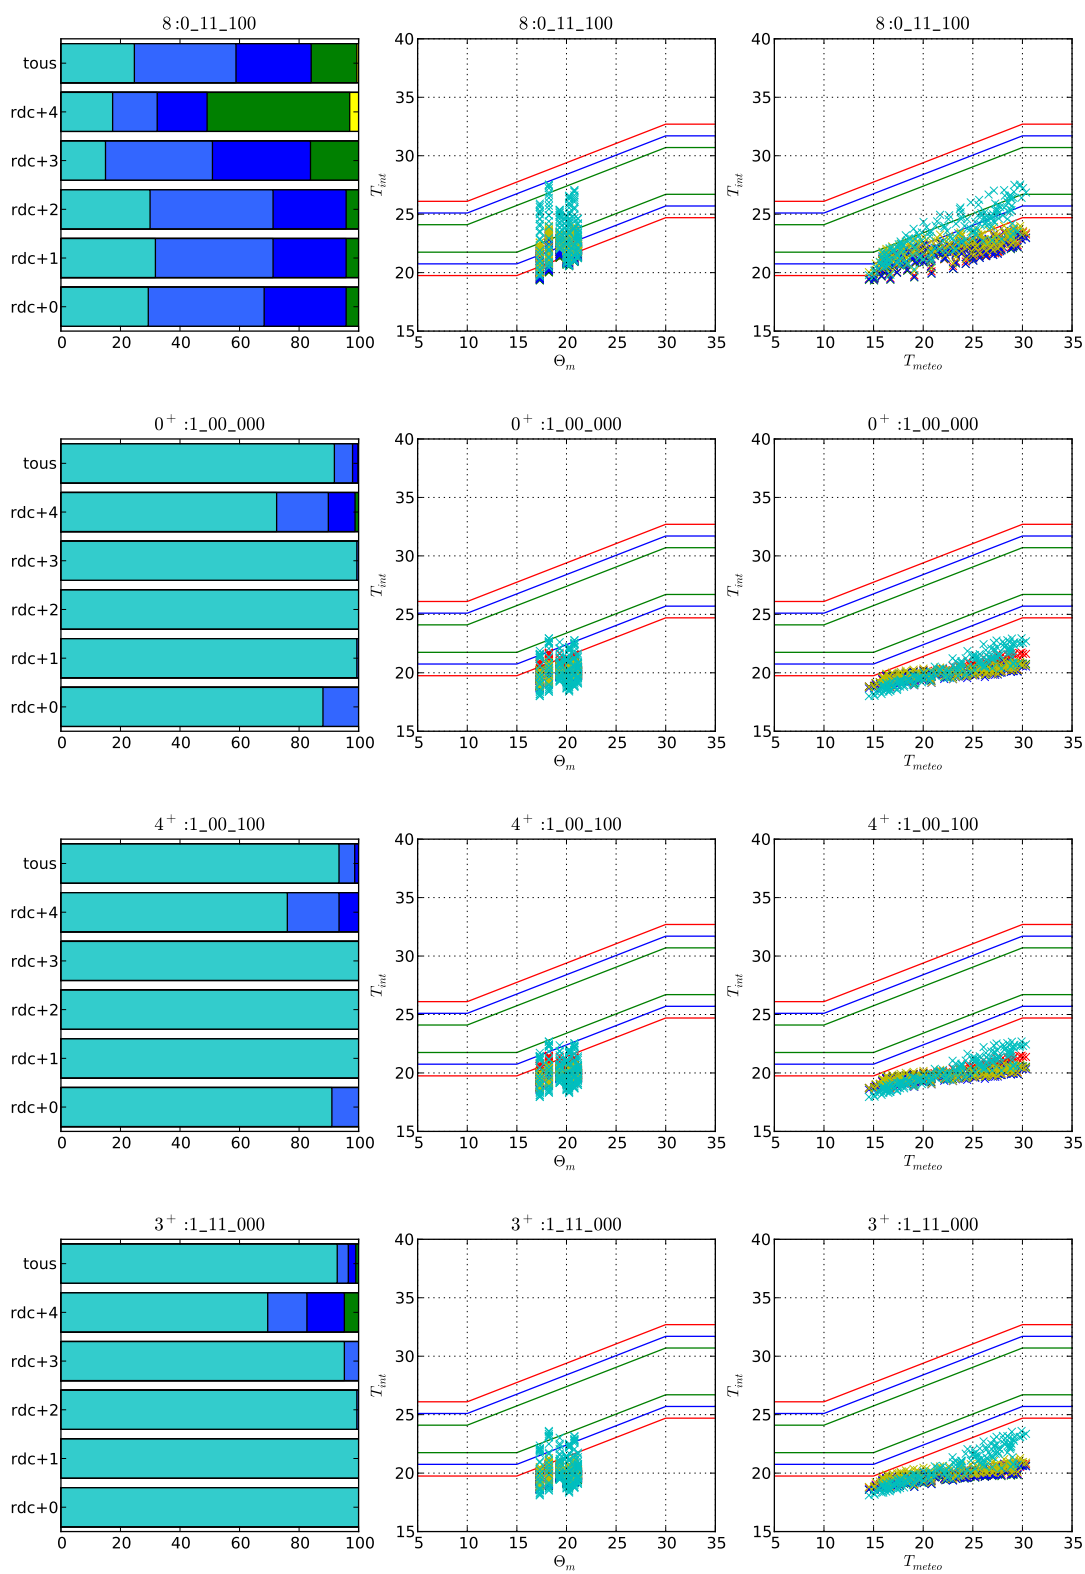 8:0_11_100
8:0_11_100
8:0_11_100
tous
rdc+4
rdc+3
rdc+2
rdc+1
rdc+0
0 20 40 60 80 100
40
35
30
25
20
15
T_int
5 10 15 20 25 30 35
Θ_m
40
35
30
25
20
15
T_int
5 10 15 20 25 30 35
T_meteo
0⁺:1_00_000
0⁺:1_00_000
0⁺:1_00_000
tous
rdc+4
rdc+3
rdc+2
rdc+1
rdc+0
0 20 40 60 80 100
40
35
30
25
20
15
T_int
5 10 15 20 25 30 35
Θ_m
40
35
30
25
20
15
T_int
5 10 15 20 25 30 35
T_meteo
4⁺:1_00_100
4⁺:1_00_100
4⁺:1_00_100
tous
rdc+4
rdc+3
rdc+2
rdc+1
rdc+0
0 20 40 60 80 100
40
35
30
25
20
15
T_int
5 10 15 20 25 30 35
Θ_m
40
35
30
25
20
15
T_int
5 10 15 20 25 30 35
T_meteo
3⁺:1_11_000
3⁺:1_11_000
3⁺:1_11_000
tous
rdc+4
rdc+3
rdc+2
rdc+1
rdc+0
0 20 40 60 80 100
40
35
30
25
20
15
T_int
5 10 15 20 25 30 35
Θ_m
40
35
30
25
20
15
T_int
5 10 15 20 25 30 35
T_meteo